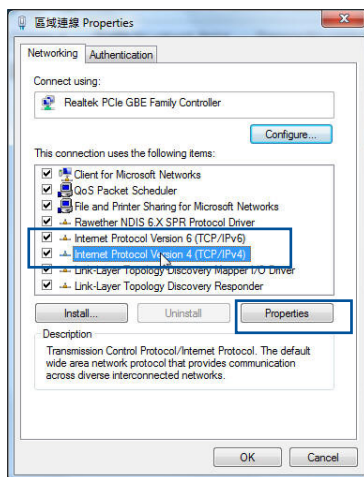 區域連線 Properties
Networking
Authentication
Connect using:
Realtek PCIe GBE Family Controller
Configure...
This connection uses the following items:
Client for Microsoft Networks
QoS Packet Scheduler
File and Printer Sharing for Microsoft Networks
Rawether NDIS 6.X SPR Protocol Driver
Internet Protocol Version 6 (TCP/IPv6)
Internet Protocol Version 4 (TCP/IPv4)
Link-Layer Topology Discovery Mapper I/O Driver
Link-Layer Topology Discovery Responder
Install...
Uninstall
Properties
Description
Transmission Control Protocol/Internet Protocol. The default
wide area network protocol that provides communication
across diverse interconnected networks.
OK
Cancel